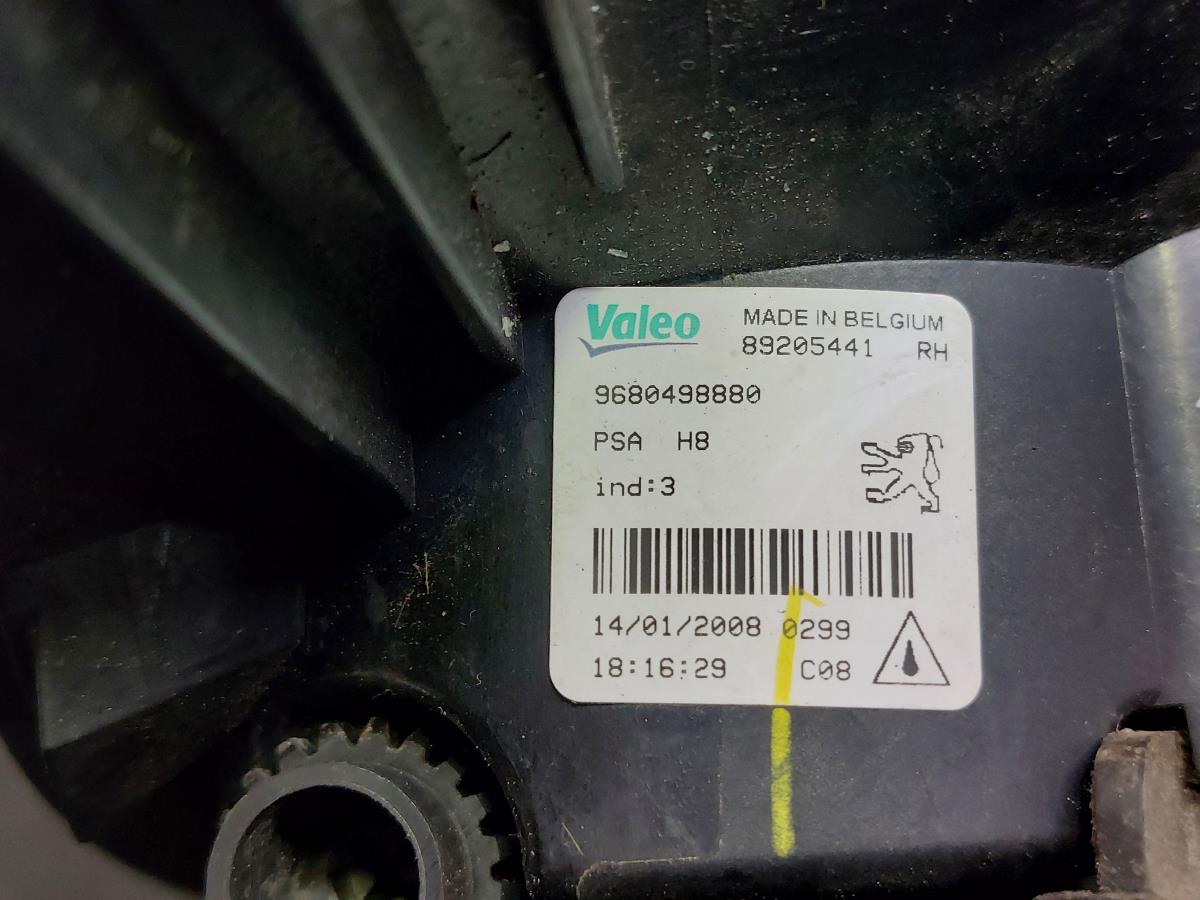 Valeo
MADE IN BELGIUM
89205441 RH
9680498880
PSA H8
ind:3
14/01/2008 0299
18:16:29 C08